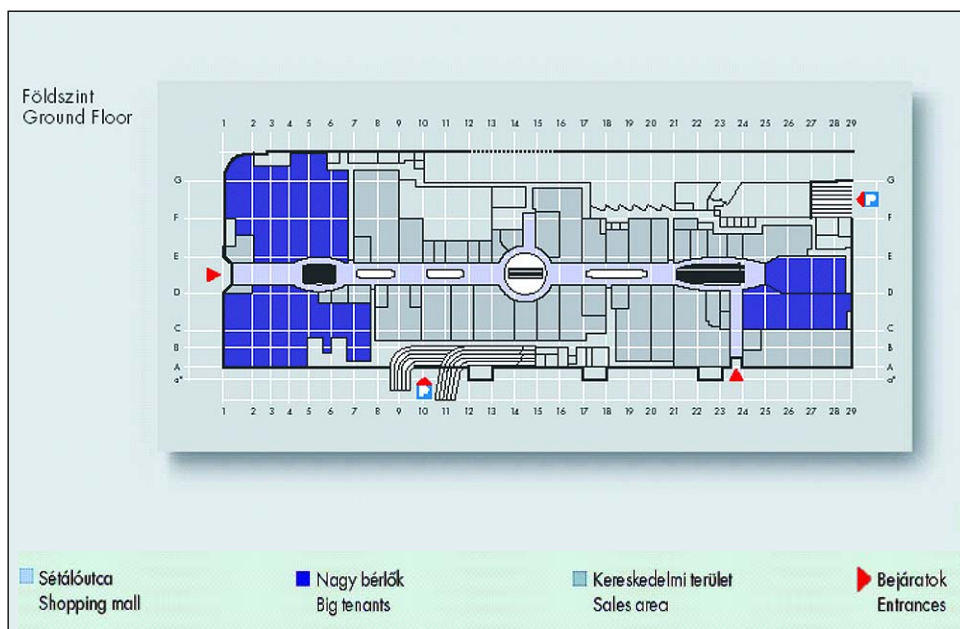 Földszint
Ground Floor
1 2 3 4 5 6 7 8 9 10 11 12 13 14 15 16 17 18 19 20 21 22 23 24 25 26 27 28 29
G G
P
F F
E E
D D
C C
B B
A A
a° a°
P
1 2 3 4 5 6 7 8 9 10 11 12 13 14 15 16 17 18 19 20 21 22 23 24 25 26 27 28 29
Sétálóutca
Shopping mall
Nagy bérlők
Big tenants
Kereskedelmi terület
Sales area
Bejáratok
Entrances